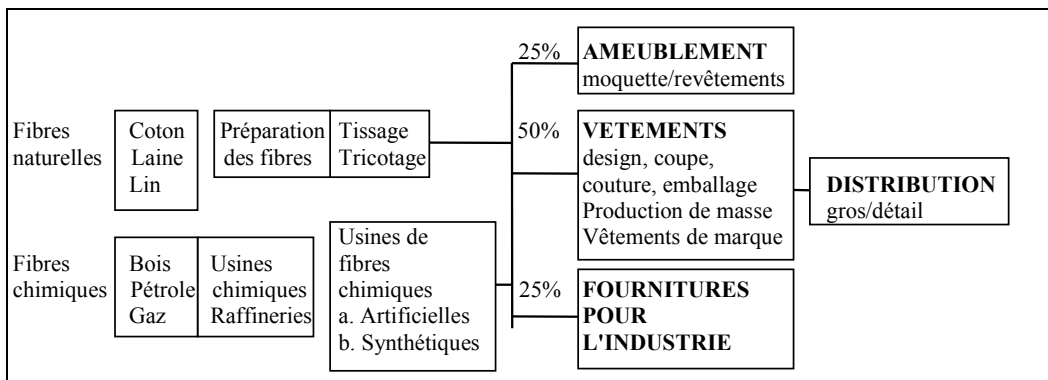 25%
AMEUBLEMENT
moquette/revêtements
Fibres
naturelles
Coton
Laine
Lin
Préparation
des fibres
Tissage
Tricotage
50%
VETEMENTS
design, coupe,
couture, emballage
Production de masse
Vêtements de marque
DISTRIBUTION
gros/détail
Fibres
chimiques
Bois
Pétrole
Gaz
Usines
chimiques
Raffineries
Usines de
fibres
chimiques
a. Artificielles
b. Synthétiques
25%
FOURNITURES
POUR
L'INDUSTRIE